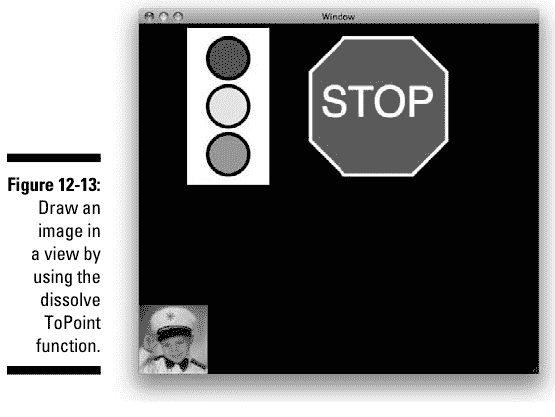 Window
STOP
Figure 12-13:
Draw an
image in
a view by
using the
dissolve
ToPoint
function.